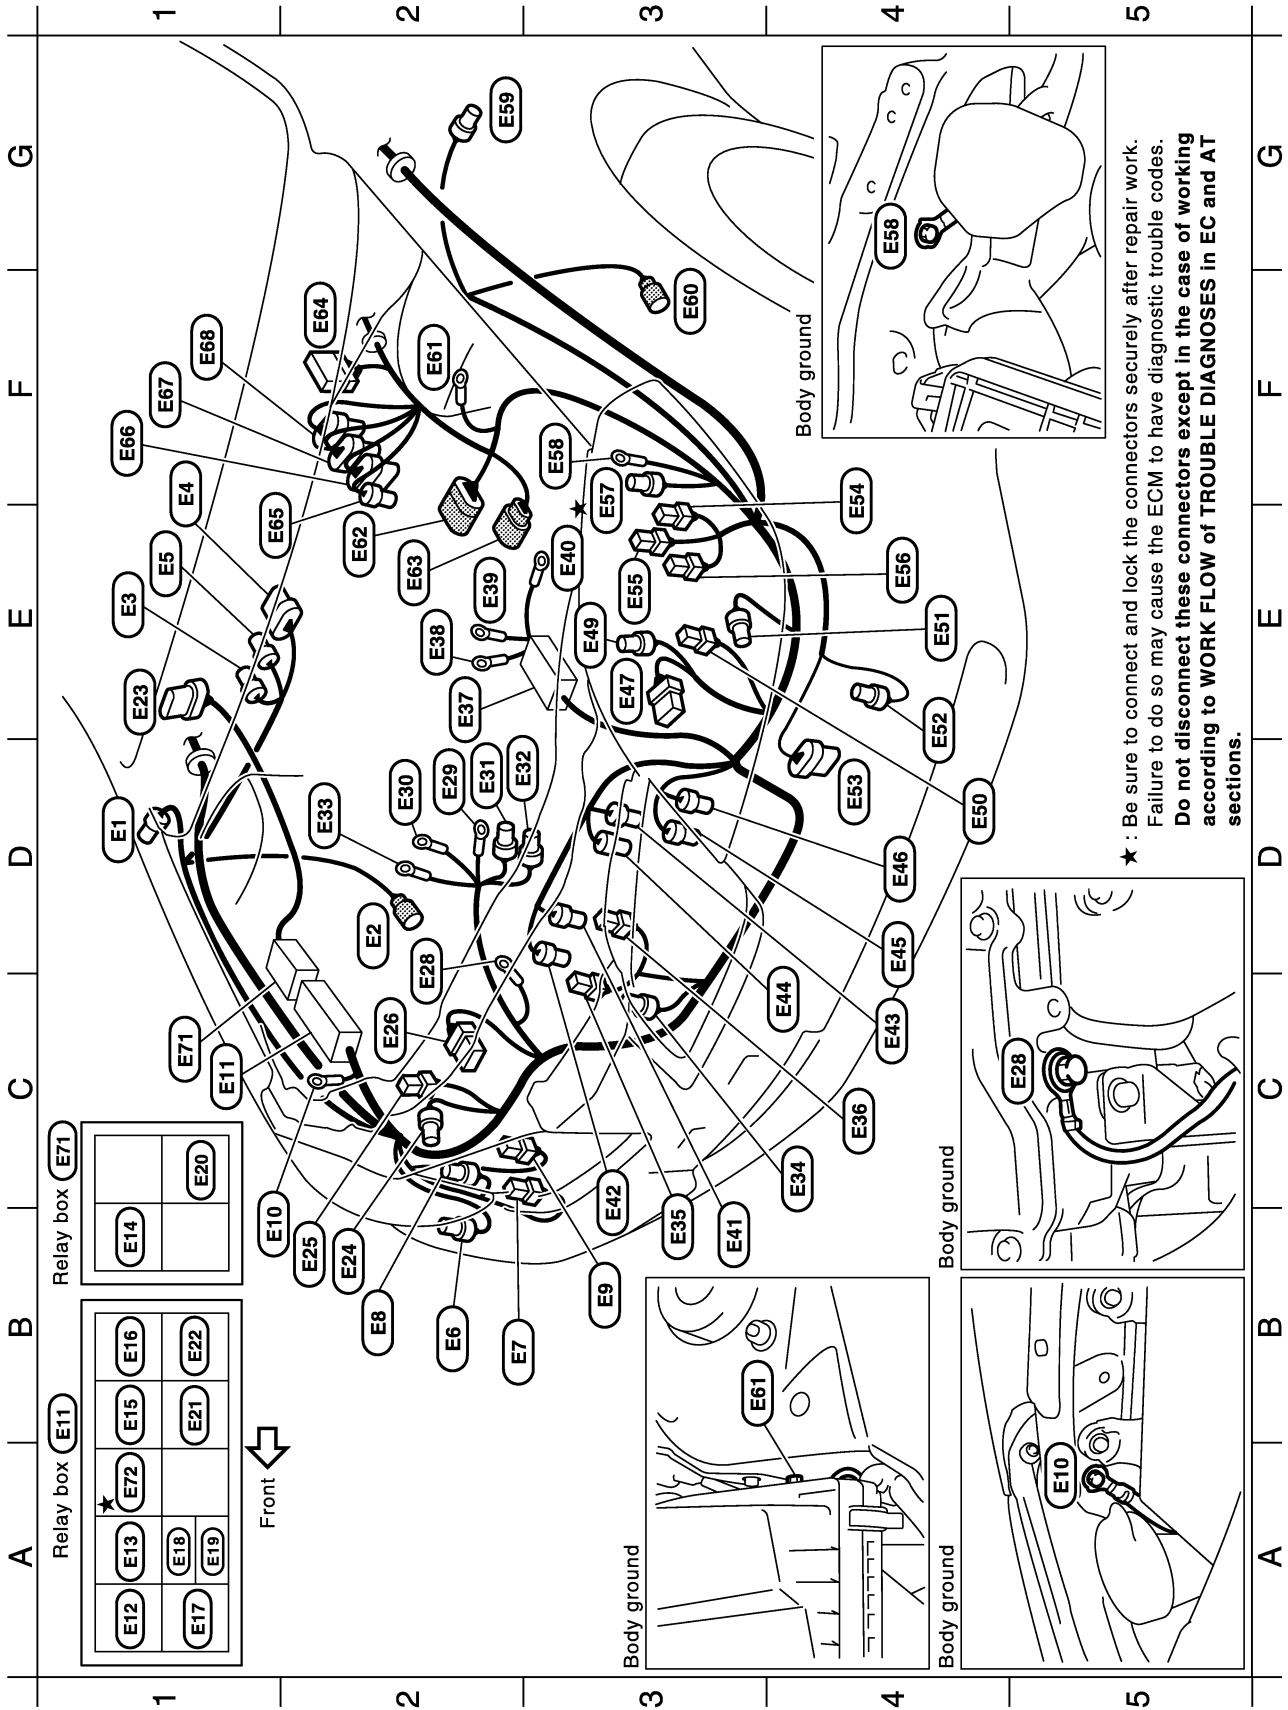 1
2
3
4
5
G
F
E
D
C
B
A
Relay box E11
E12
E13
★
E72
E15
E16
E17
E18
E19
E21
E22
Front
Relay box E71
E14
E20
E71
E11
E10
E25
E24
E8
E6
E7
E9
E1
E23
E3
E5
E4
E66
E67
E68
E64
E65
E62
E63
E61
E59
E60
E2
E33
E30
E29
E31
E32
E28
E26
E37
E38
E39
E40
E58
★
E57
E55
E49
E47
E54
E56
E51
E52
E53
E50
E46
E45
E43
E44
E36
E34
E41
E35
E42
Body ground
E58
Body ground
E28
Body ground
E61
Body ground
E10
★ : Be sure to connect and lock the connectors securely after repair work.
Failure to do so may cause the ECM to have diagnostic trouble codes.
Do not disconnect these connectors except in the case of working
according to WORK FLOW of TROUBLE DIAGNOSES in EC and AT
sections.
1
2
3
4
5
A
B
C
D
E
F
G